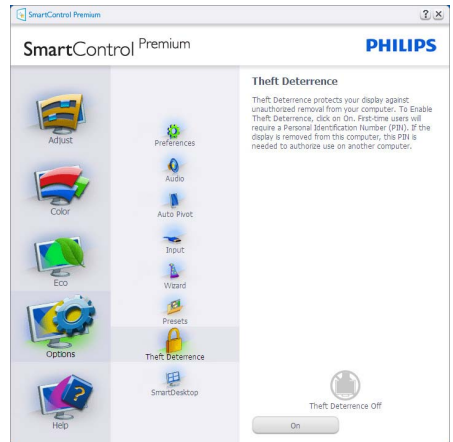 SmartControl Premium
SmartControl Premium
PHILIPS
Adjust
Color
Eco
Options
Help
Preferences
Audio
Auto Pivot
Input
Wizard
Presets
Theft Deterrence
SmartDesktop
Theft Deterrence
Theft Deterrence protects your display against
unauthorized removal from your computer. To Enable
Theft Deterrence, click on On. First-time users will
require a Personal Identification Number (PIN). If the
display is removed from this computer, this PIN is
needed to authorize use on another computer.
Theft Deterrence Off
On